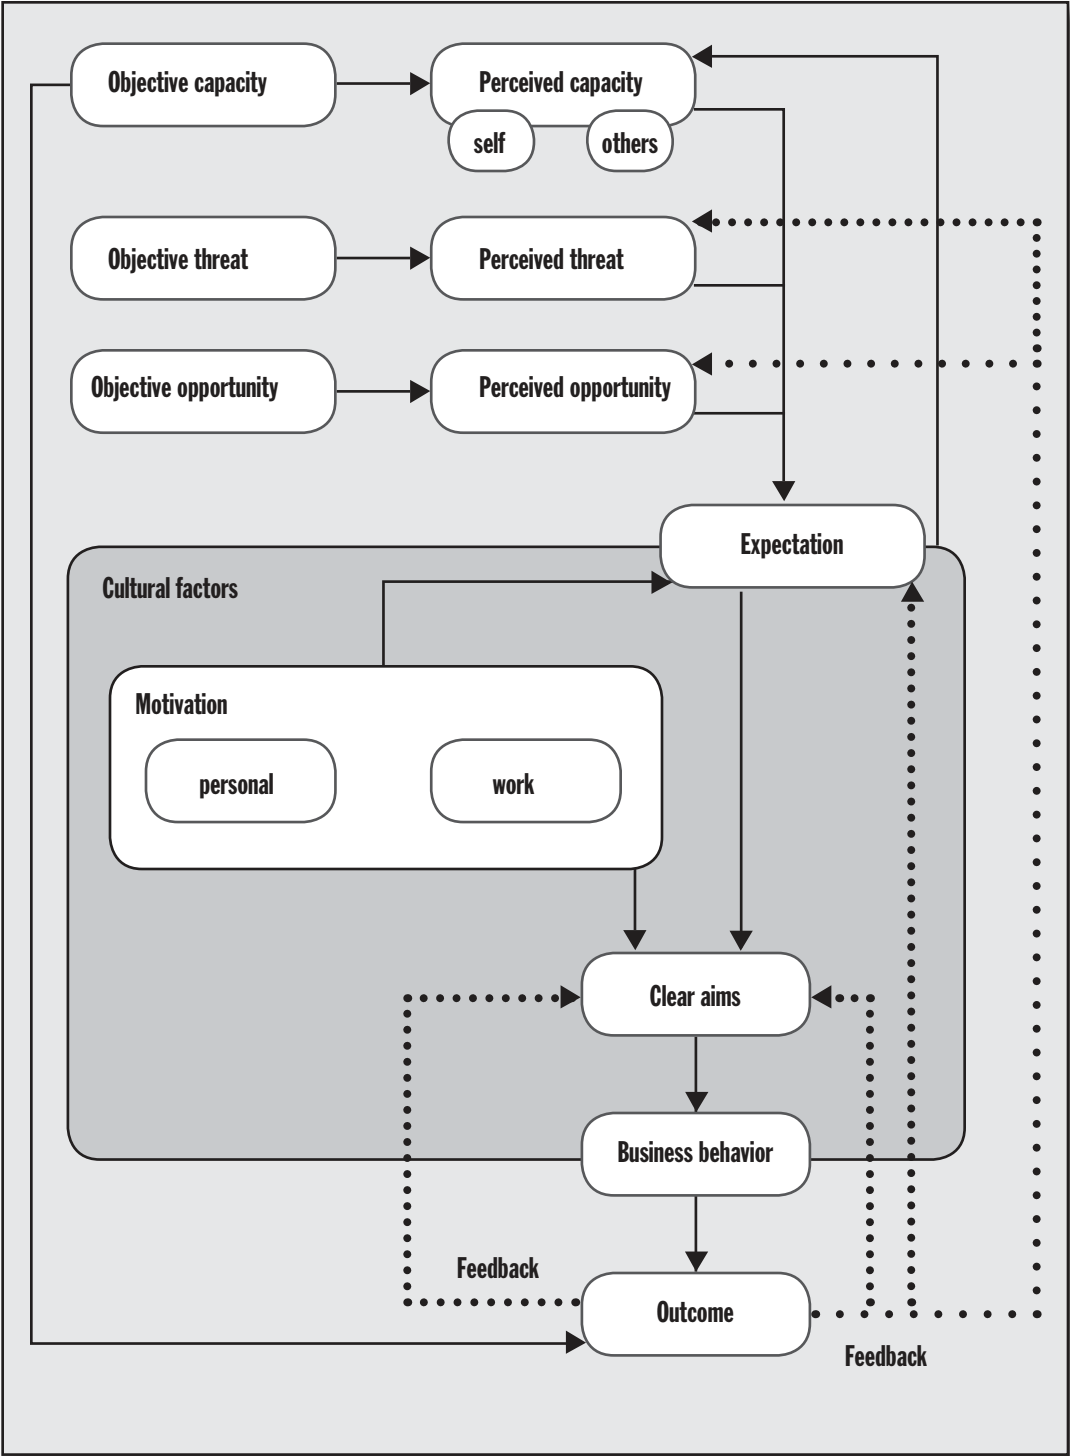 Objective capacity
Perceived capacity
self
others
Objective threat
Perceived threat
Objective opportunity
Perceived opportunity
Expectation
Cultural factors
Motivation
personal
work
Clear aims
Business behavior
Feedback
Outcome
Feedback